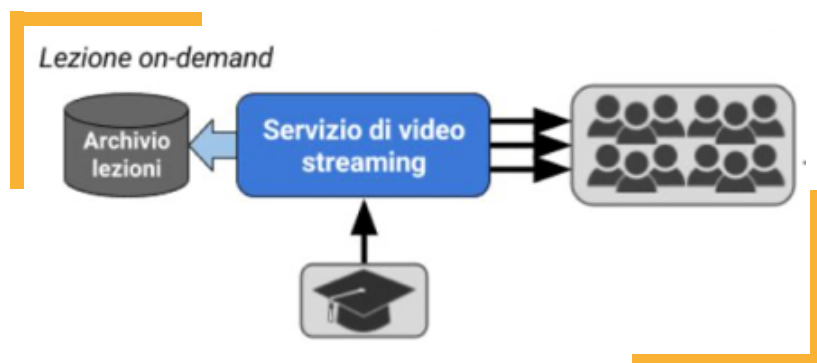 Lezione on-demand
Archivio
lezioni
Servizio di video
streaming